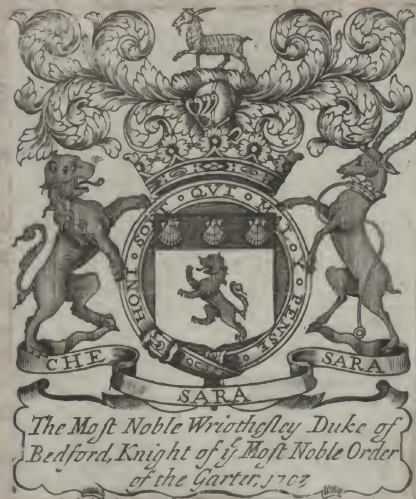 HONI · SOIT · QVI · MAL · Y · PENSE ·
CHE
SARA
SARA
The Most Noble Wriothesley Duke of
Bedford, Knight of yᵉ Most Noble Order
of the Garter, 1703